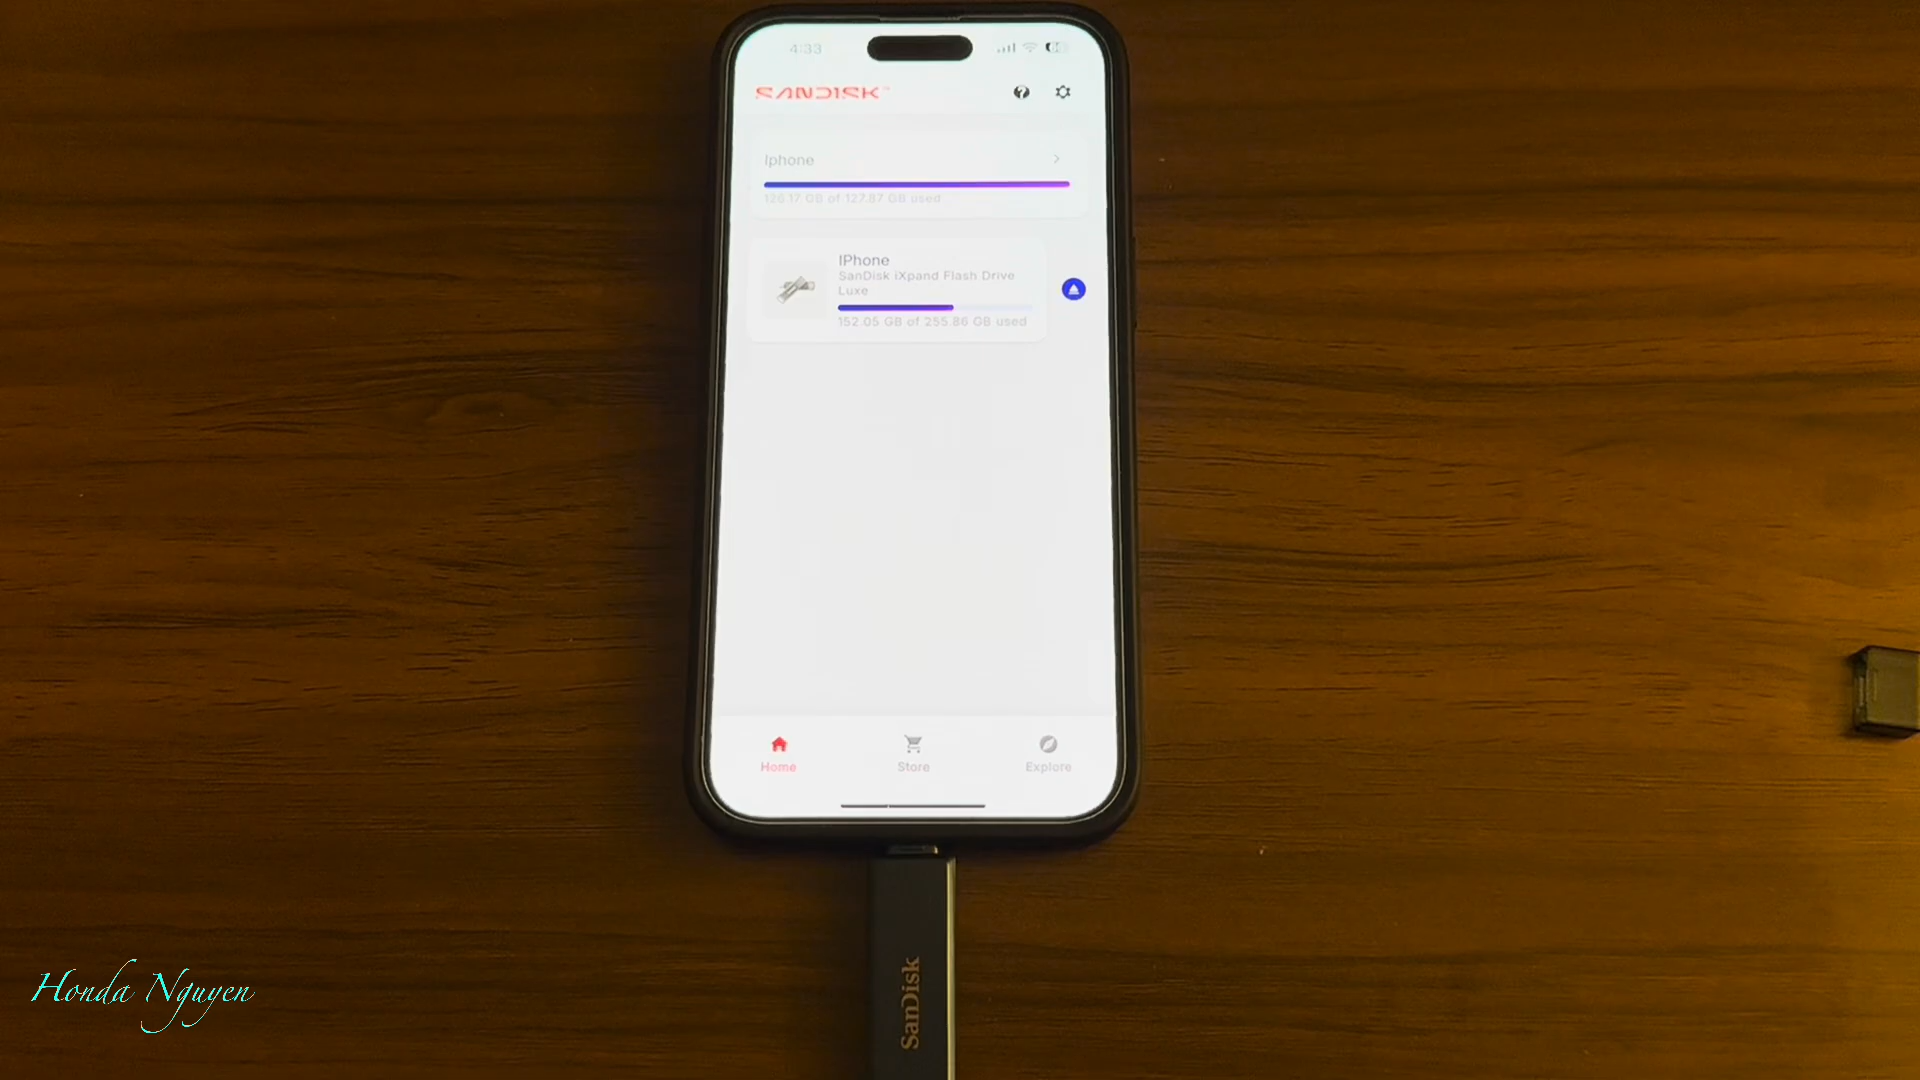 4:33
SANDISK
Iphone
126.17 GB of 127.87 GB used
IPhone
SanDisk iXpand Flash Drive
Luxe
152.05 GB of 255.86 GB used
Home
Store
Explore
SanDisk
Honda Nguyen